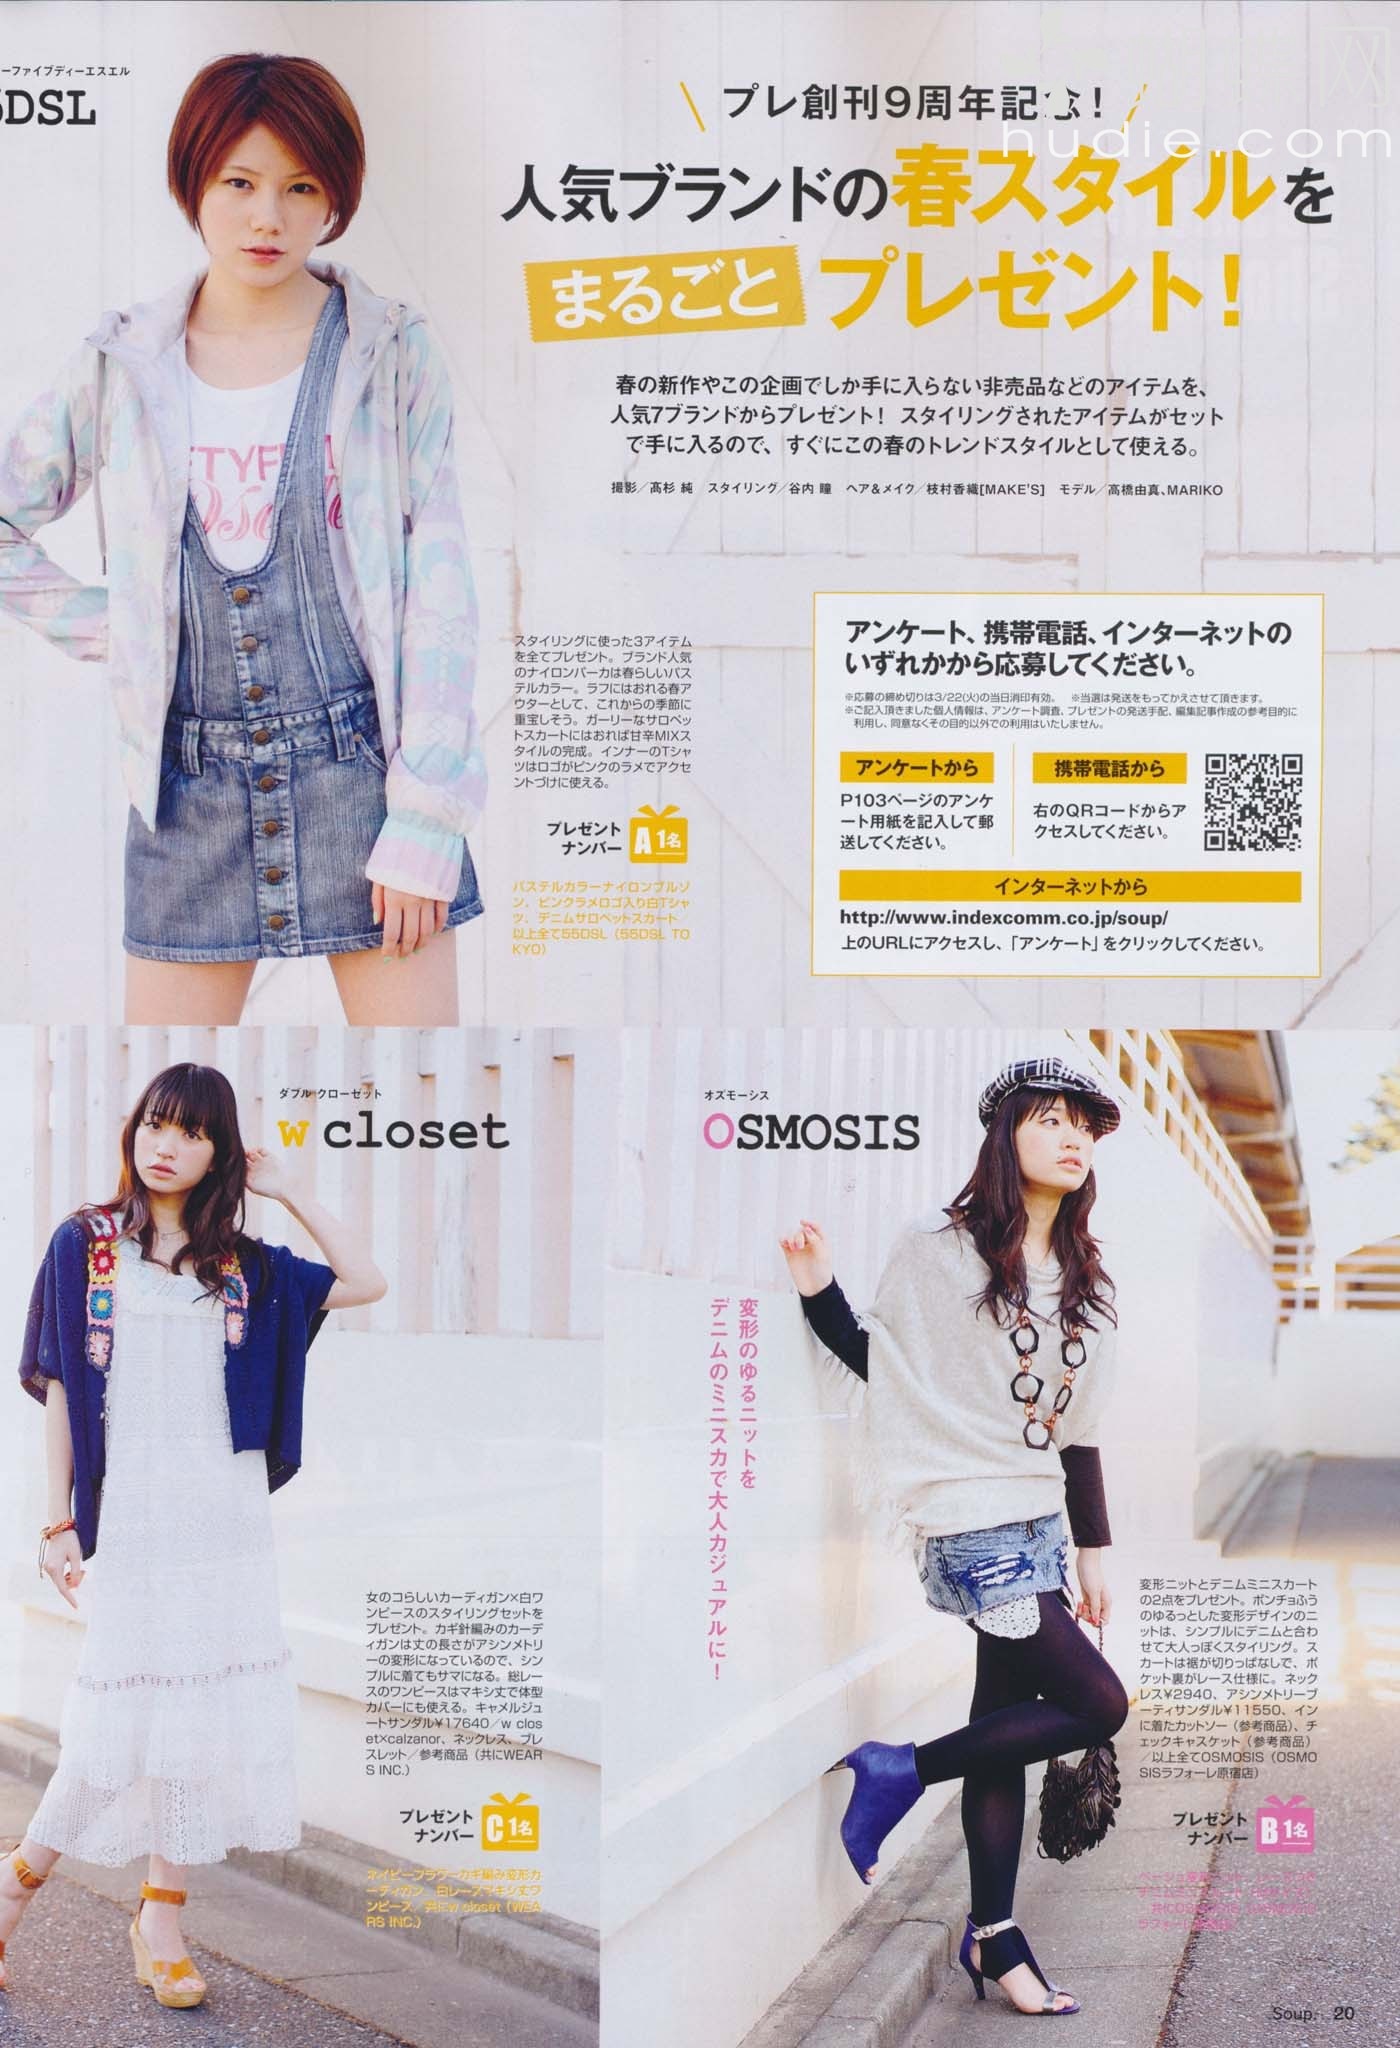 ーファイブディーエスエル
5DSL
プレ創刊9周年記念!
hudie.com
人気ブランドの春スタイルを
まるごと プレゼント!
春の新作やこの企画でしか手に入らない非売品などのアイテムを、
人気7ブランドからプレゼント! スタイリングされたアイテムがセット
で手に入るので、すぐにこの春のトレンドスタイルとして使える。
撮影／髙杉 純 スタイリング／谷内 瞳 ヘア&メイク／枝村香織[MAKE'S] モデル／高橋由真、MARIKO
スタイリングに使った3アイテム
を全てプレゼント。ブランド人気
のナイロンパーカは春らしいパス
テルカラー。ラフにはおれる春ア
ウターとして、これからの季節に
重宝しそう。ガーリーなサロペッ
トスカートにはおれば甘辛MIXス
タイルの完成。インナーのTシャ
ツはロゴがピンクのラメでアクセ
ントづけに使える。
プレゼント
ナンバー A 1名
パステルカラーナイロンブルゾ
ン、ピンクラメロゴ入り白Tシャ
ツ、デニムサロペットスカート／
以上全て55DSL（55DSL TO
KYO）
アンケート、携帯電話、インターネットの
いずれかから応募してください。
※応募の締め切りは3/22(火)の当日消印有効。 ※当選は発送をもってかえさせて頂きます。
※ご記入頂きました個人情報は、アンケート調査、プレゼントの発送手配、編集記事作成の参考目的に
利用し、同意なくその目的以外での利用はいたしません。
アンケートから
P103ページのアンケ
ート用紙を記入して郵
送してください。
携帯電話から
右のQRコードからア
クセスしてください。
インターネットから
http://www.indexcomm.co.jp/soup/
上のURLにアクセスし、「アンケート」をクリックしてください。
ダブル クローゼット
w closet
女のコらしいカーディガン×白ワ
ンピースのスタイリングセットを
プレゼント。カギ針編みのカーデ
ィガンは丈の長さがアシンメトリ
ーの変形になっているので、シン
プルに着てもサマになる。総レー
スのワンピースはマキシ丈で体型
カバーにも使える。キャメルジュ
ートサンダル¥17640／w clos
et×calzanor、ネックレス、ブレ
スレット／参考商品（共にWEAR
S INC.）
プレゼント
ナンバー C 1名
ネイビーフラワーカギ編み変形カ
ーディガン、白レースマキシ丈ワ
ンピース／共にw closet（WEA
RS INC.）
オズモーシス
OSMOSIS
変形のゆるニットを
デニムのミニスカで大人カジュアルに!
変形ニットとデニムミニスカート
の2点をプレゼント。ポンチョふう
のゆるっとした変形デザインのニ
ットは、シンプルにデニムと合わ
せて大人っぽくスタイリング。ス
カートは裾が切りっぱなしで、ポ
ケット裏がレース仕様に。ネック
レス¥2940、アシンメトリーブ
ーティサンダル¥11550、イン
に着たカットソー（参考商品）、チ
ェックキャスケット（参考商品）
／以上全てOSMOSIS（OSMO
SISラフォーレ原宿店）
プレゼント
ナンバー B 1名
Soup. 20